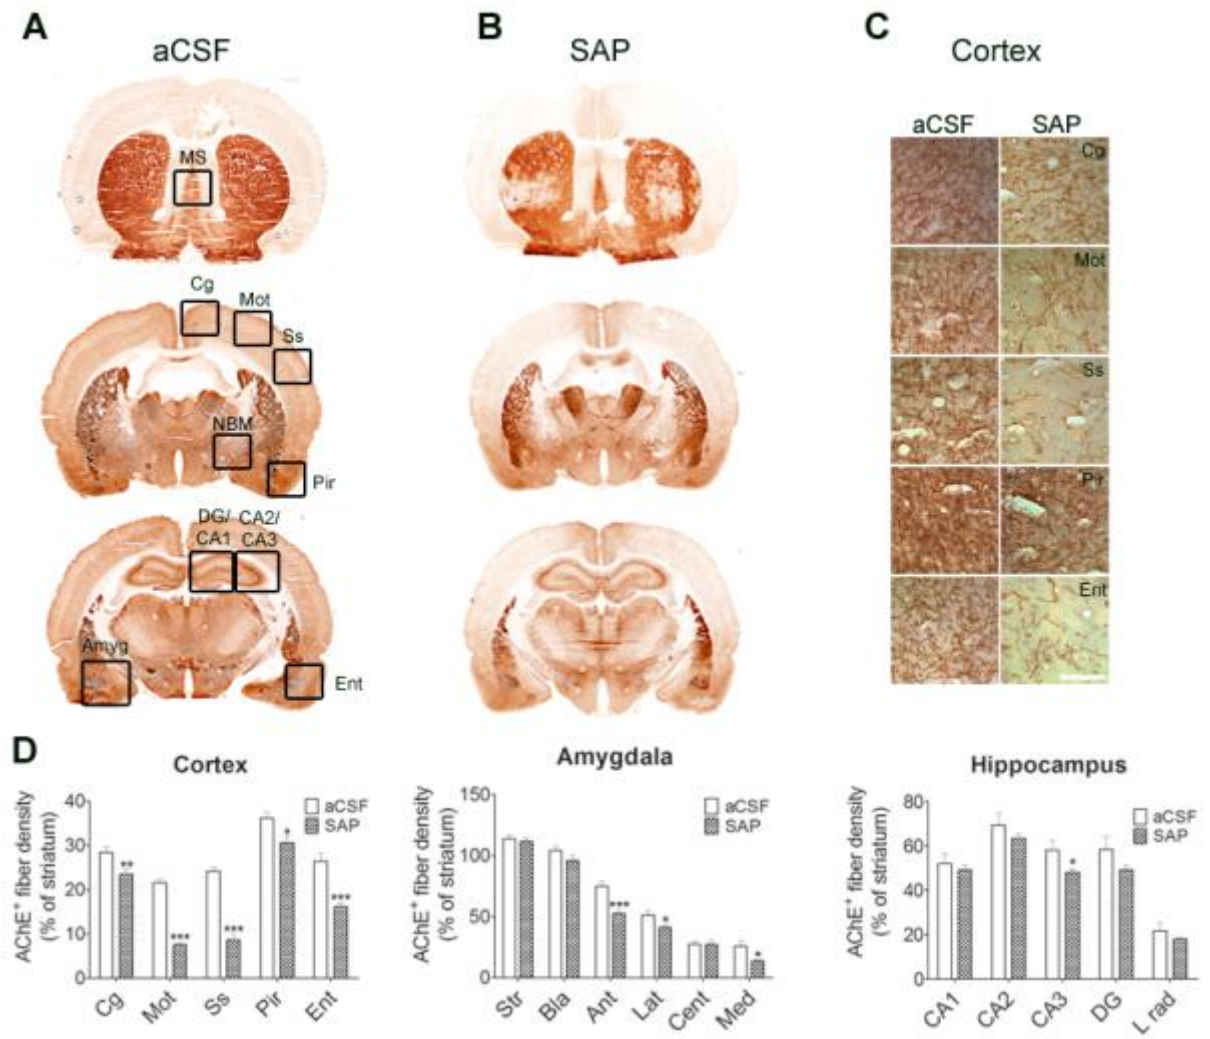 A
aCSF
MS
Cg
Mot
Ss
NBM
Pir
DG/
CA1
CA2/
CA3
Amyg
Ent
B
SAP
C
Cortex
aCSF SAP
Cg
Mot
Ss
Pir
Ent
D
Cortex
AChE+ fiber density
(% of striatum)
40
30
20
10
0
aCSF
SAP
**
***
***
*
***
Cg Mot Ss Pir Ent
Amygdala
AChE+ fiber density
(% of striatum)
150
100
50
0
aCSF
SAP
***
*
*
Str Bla Ant Lat Cent Med
Hippocampus
AChE+ fiber density
(% of striatum)
80
60
40
20
0
aCSF
SAP
*
CA1 CA2 CA3 DG L rad